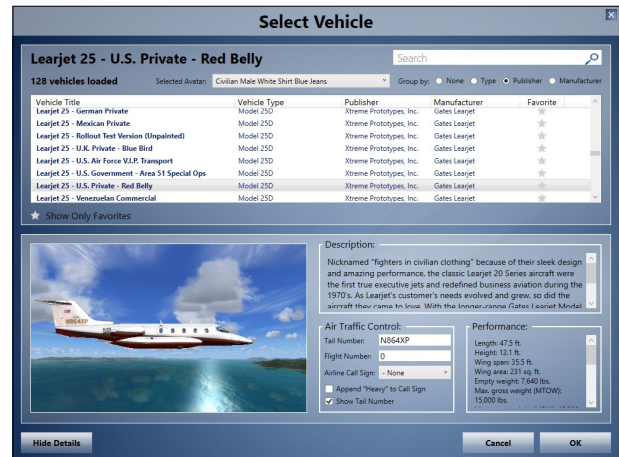 Select Vehicle
Learjet 25 - U.S. Private - Red Belly
Search
128 vehicles loaded Selected Avatar: Civilian Male White Shirt Blue Jeans Group by: None Type Publisher Manufacturer
Vehicle Title Vehicle Type Publisher Manufacturer Favorite
Learjet 25 - German Private Model 25D Xtreme Prototypes, Inc. Gates Learjet
Learjet 25 - Mexican Private Model 25D Xtreme Prototypes, Inc. Gates Learjet
Learjet 25 - Rollout Test Version (Unpainted) Model 25D Xtreme Prototypes, Inc. Gates Learjet
Learjet 25 - U.K. Private - Blue Bird Model 25D Xtreme Prototypes, Inc. Gates Learjet
Learjet 25 - U.S. Air Force V.I.P. Transport Model 25D Xtreme Prototypes, Inc. Gates Learjet
Learjet 25 - U.S. Government - Area 51 Special Ops Model 25D Xtreme Prototypes, Inc. Gates Learjet
Learjet 25 - U.S. Private - Red Belly Model 25D Xtreme Prototypes, Inc. Gates Learjet
Learjet 25 - Venezuelan Commercial Model 25D Xtreme Prototypes, Inc. Gates Learjet
Show Only Favorites
N864XP
Description:
Nicknamed "fighters in civilian clothing" because of their sleek design
and amazing performance, the classic Learjet 20 Series aircraft were
the first true executive jets and redefined business aviation during the
1970's. As Learjet's customer's needs evolved and grew, so did the
aircraft they came to love. With the longer-range Gates Learjet Model
Air Traffic Control:
Tail Number: N864XP
Flight Number: 0
Airline Call Sign: - None
Append "Heavy" to Call Sign
Show Tail Number
Performance:
Length: 47.5 ft.
Height: 12.1 ft.
Wing span: 35.5 ft.
Wing area: 231 sq. ft.
Empty weight: 7,640 lbs.
Max. gross weight (MTOW):
15,000 lbs.
Hide Details
Cancel
OK